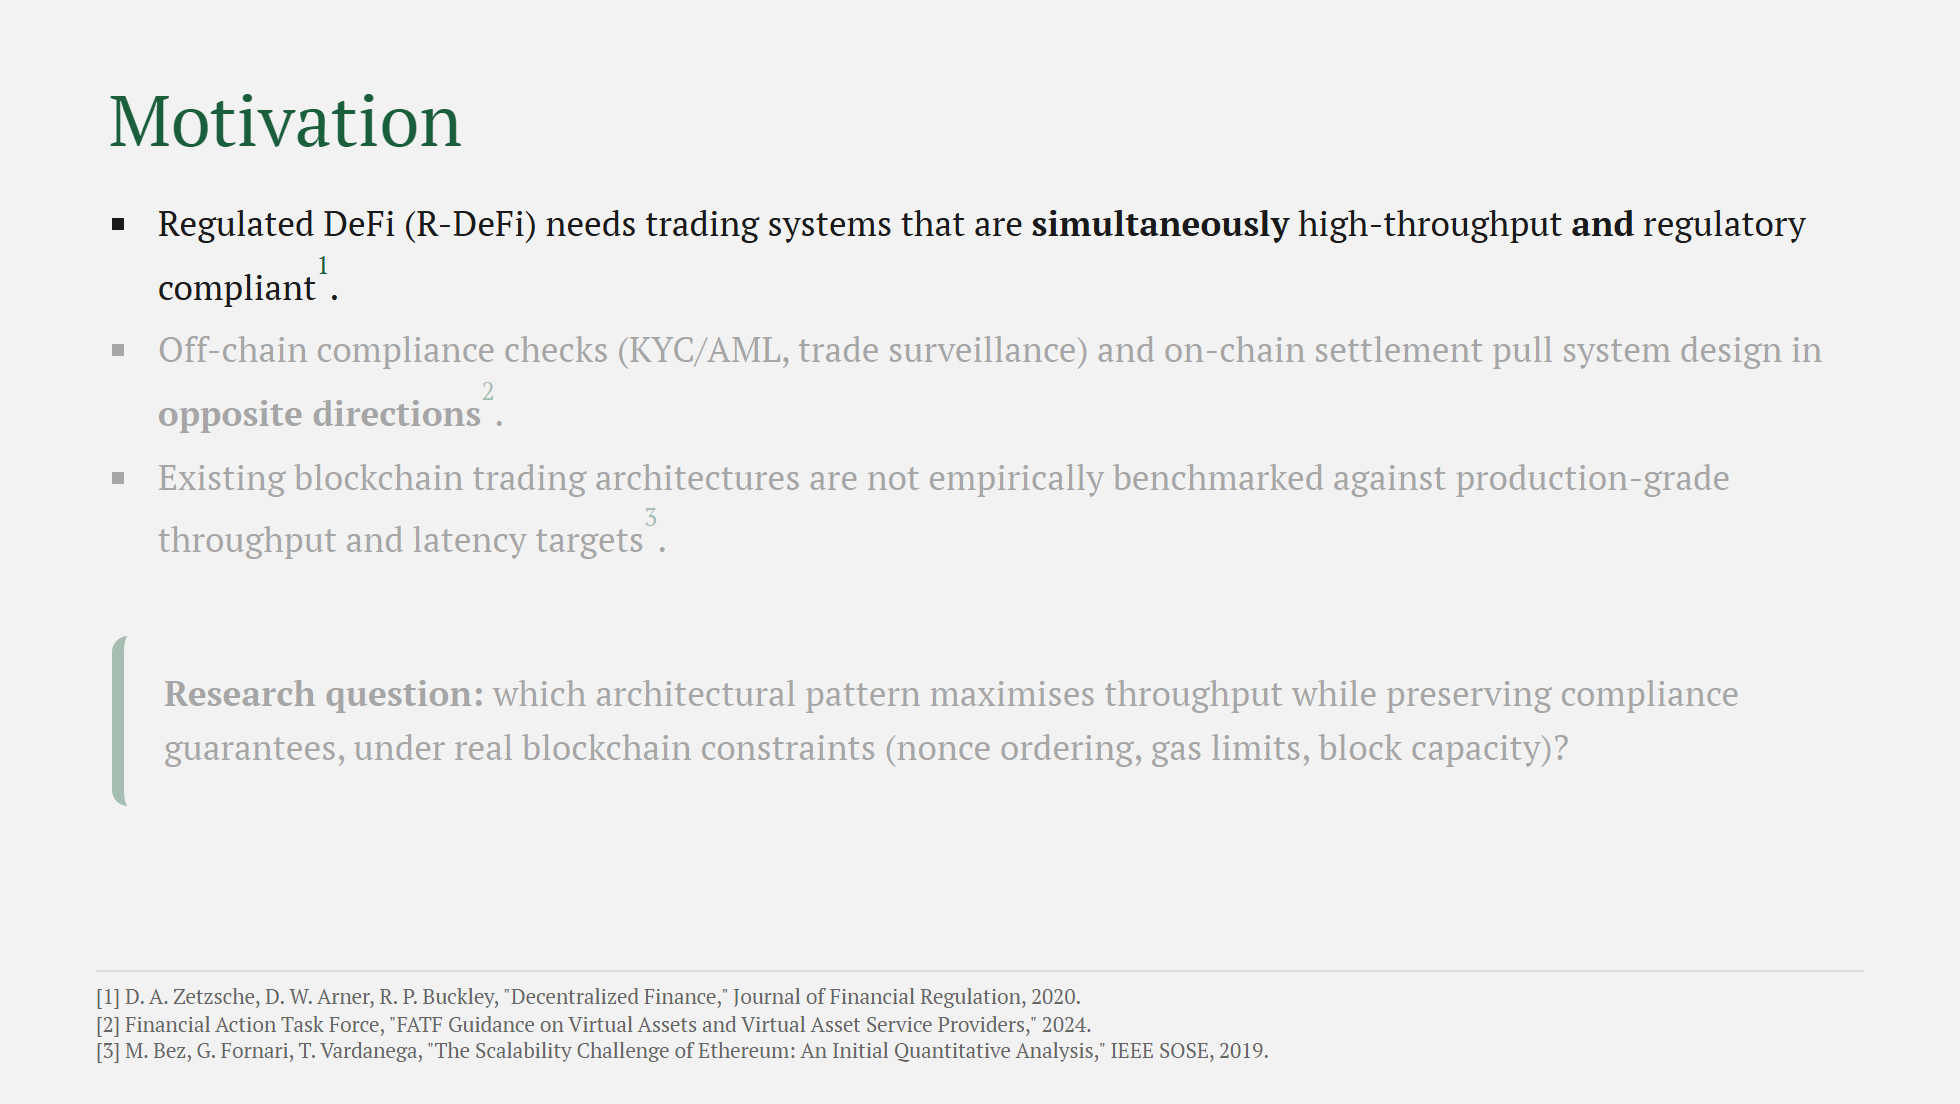 Motivation
▪ Regulated DeFi (R-DeFi) needs trading systems that are simultaneously high-throughput and regulatory
compliant1.
▪ Off-chain compliance checks (KYC/AML, trade surveillance) and on-chain settlement pull system design in
opposite directions2.
▪ Existing blockchain trading architectures are not empirically benchmarked against production-grade
throughput and latency targets3.
Research question: which architectural pattern maximises throughput while preserving compliance
guarantees, under real blockchain constraints (nonce ordering, gas limits, block capacity)?
[1] D. A. Zetzsche, D. W. Arner, R. P. Buckley, "Decentralized Finance," Journal of Financial Regulation, 2020.
[2] Financial Action Task Force, "FATF Guidance on Virtual Assets and Virtual Asset Service Providers," 2024.
[3] M. Bez, G. Fornari, T. Vardanega, "The Scalability Challenge of Ethereum: An Initial Quantitative Analysis," IEEE SOSE, 2019.